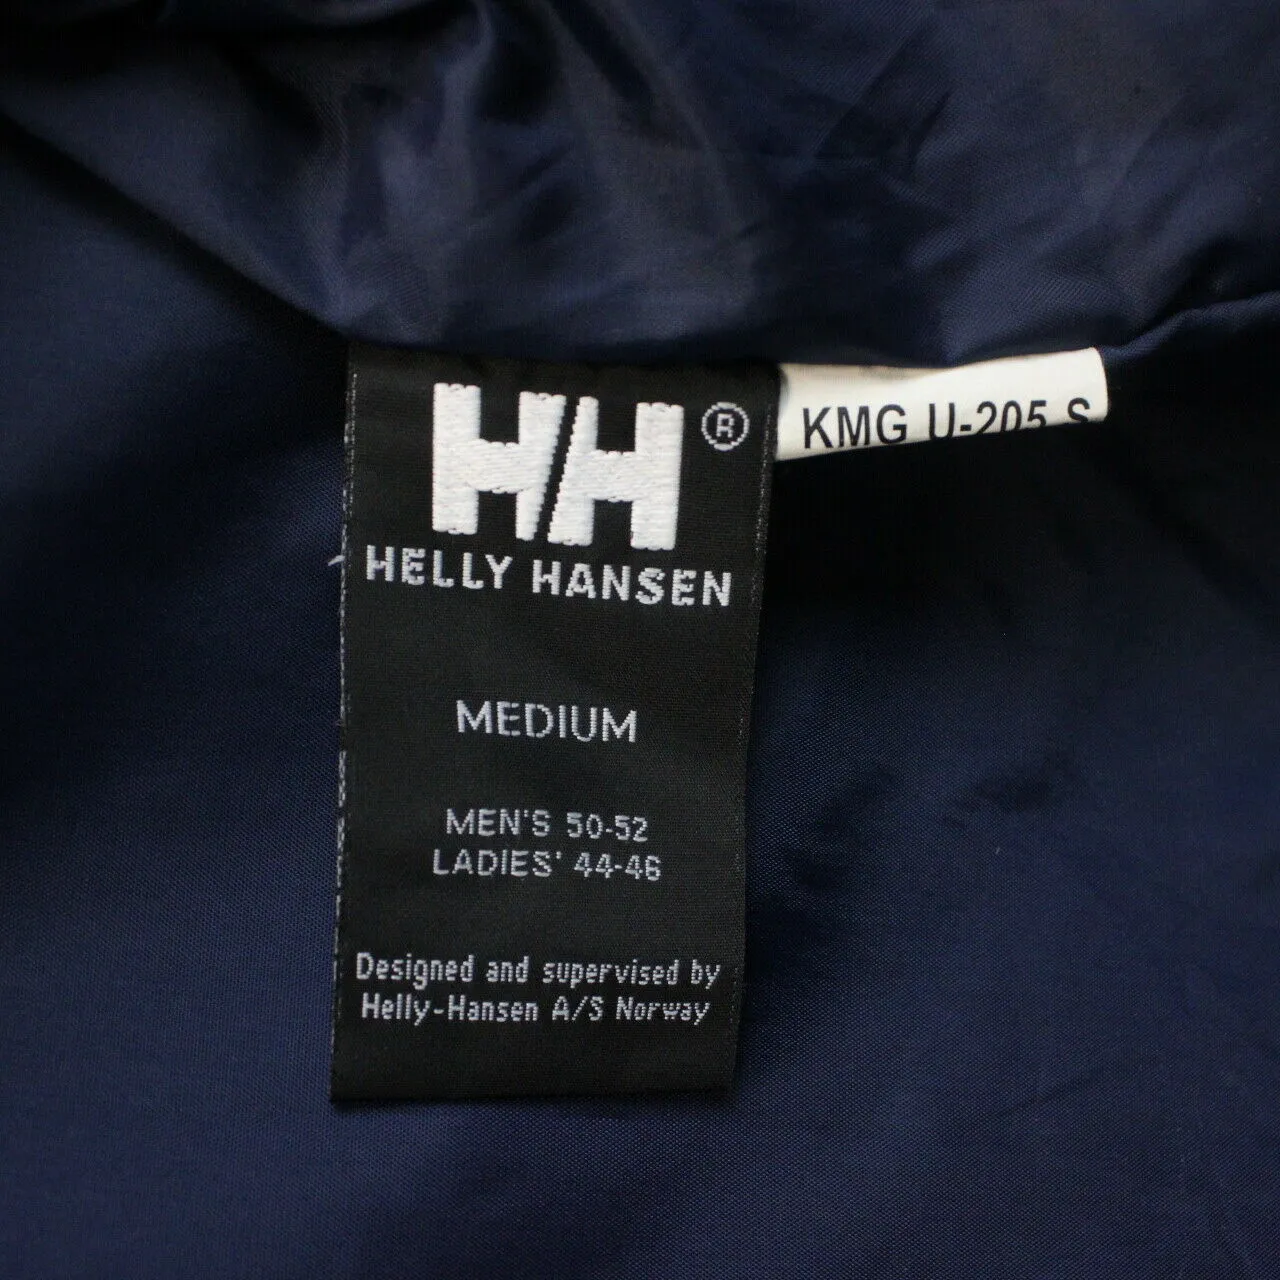 HH®
HELLY HANSEN
MEDIUM
MEN'S 50-52
LADIES' 44-46
Designed and supervised by
Helly-Hansen A/S Norway
KMG U-205 S